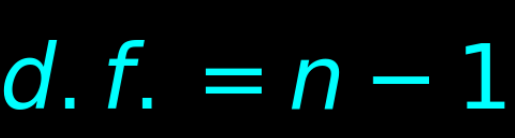 d.f. = n − 1